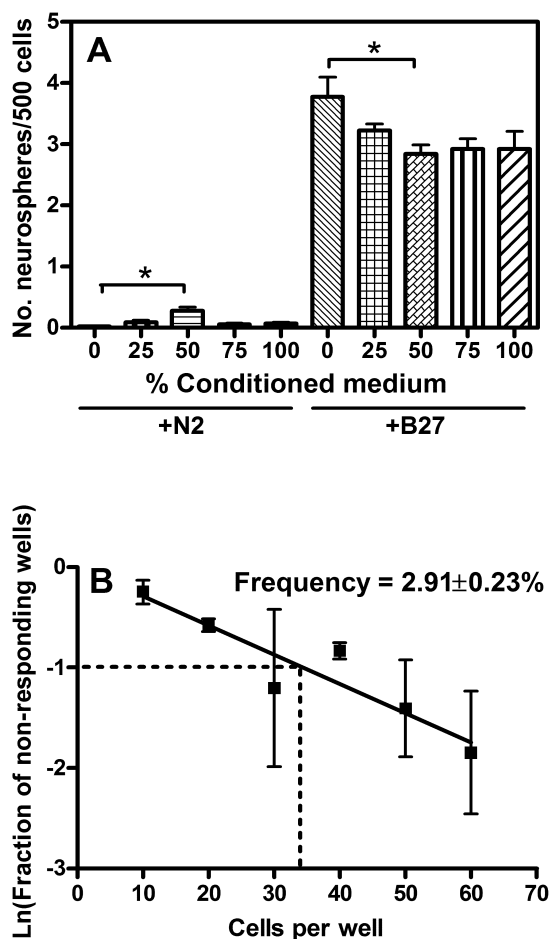 A
No. neurospheres/500 cells
5
4
3
2
1
0
*
*
0 25 50 75 100 0 25 50 75 100
% Conditioned medium
+N2 +B27
B
Frequency = 2.91±0.23%
Ln(Fraction of non-responding wells)
0
-1
-2
-3
0 10 20 30 40 50 60 70
Cells per well